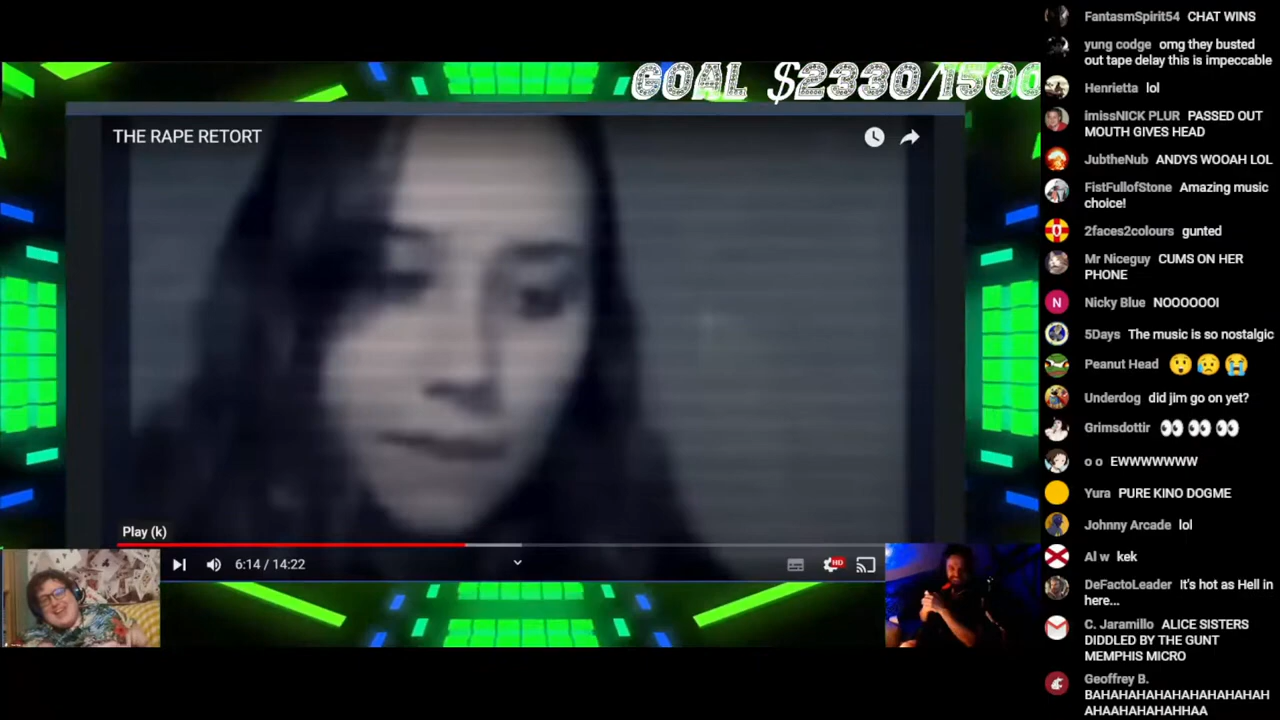 GOAL $2330/1500
THE RAPE RETORT
Play (k)
6:14 / 14:22
HD
FantasmSpirit54 CHAT WINS
yung codge omg they busted
out tape delay this is impeccable
Henrietta lol
imissNICK PLUR PASSED OUT
MOUTH GIVES HEAD
JubtheNub ANDYS WOOAH LOL
FistFullofStone Amazing music
choice!
2faces2colours gunted
Mr Niceguy CUMS ON HER
PHONE
N
Nicky Blue NOOOOOOI
5Days The music is so nostalgic
Peanut Head 😲 😥 😭
Underdog did jim go on yet?
Grimsdottir 👀 👀 👀
o o EWWWWWWW
Yura PURE KINO DOGME
Johnny Arcade lol
Al w kek
DeFactoLeader It's hot as Hell in
here...
C. Jaramillo ALICE SISTERS
DIDDLED BY THE GUNT
MEMPHIS MICRO
Geoffrey B.
BAHAHAHAHAHAHAHAHAH
AHAAHAHAHAHHAA